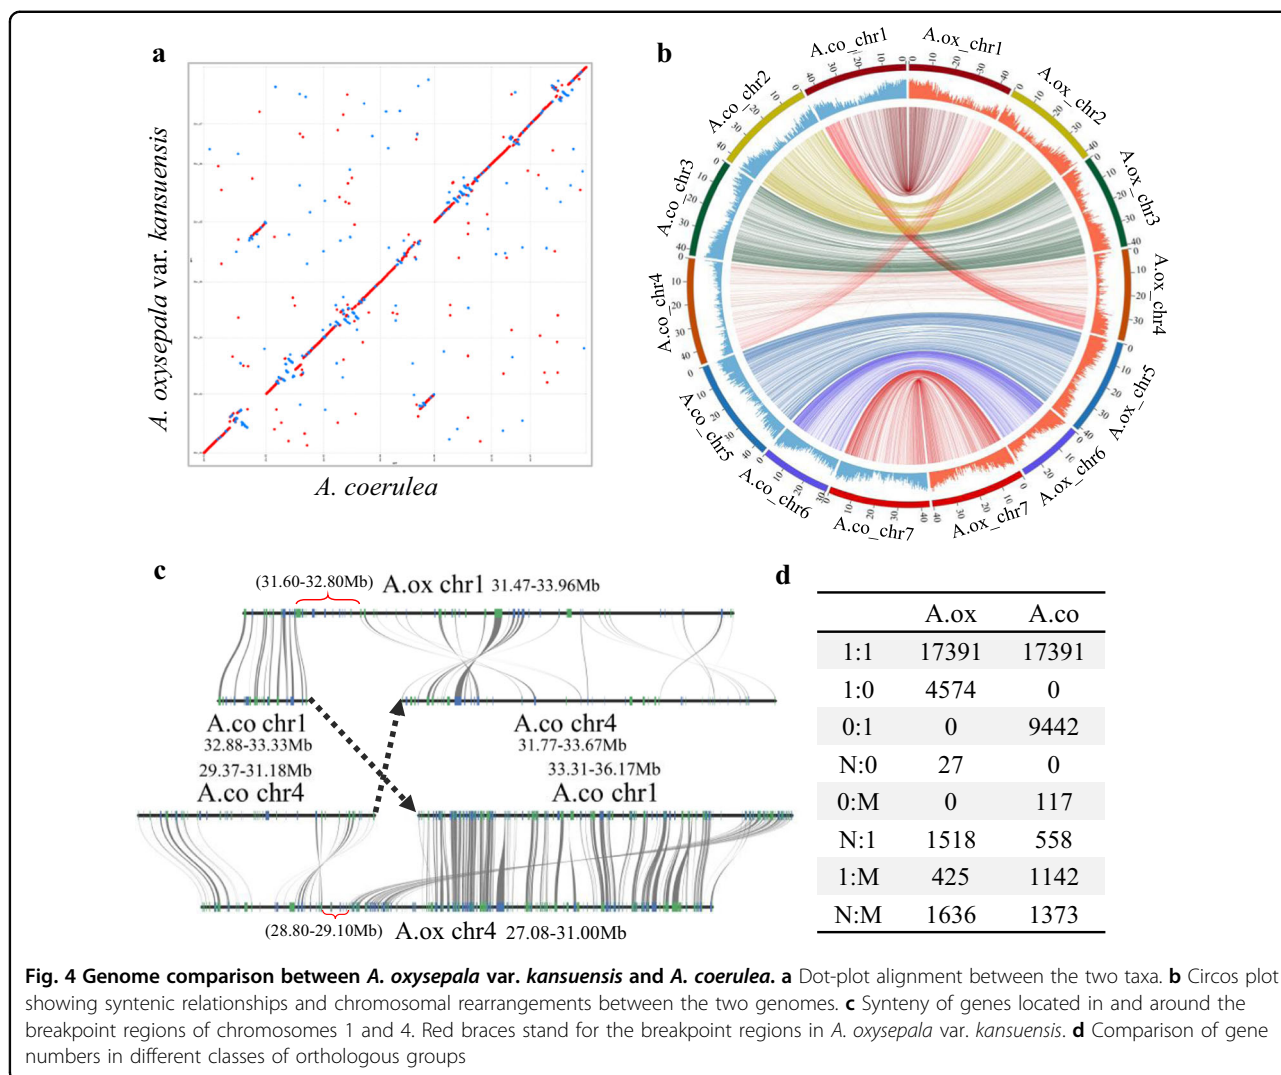 a
A. oxysepala var. kansuensis
A. coerulea
b
A.co_chr1
A.ox_chr1
A.co_chr2
A.ox_chr2
A.co_chr3
A.ox_chr3
A.co_chr4
A.ox_chr4
A.co_chr5
A.ox_chr5
A.co_chr6
A.ox_chr6
A.co_chr7
A.ox_chr7
c
(31.60-32.80Mb) A.ox chr1 31.47-33.96Mb
A.co chr1
32.88-33.33Mb
A.co chr4
31.77-33.67Mb
29.37-31.18Mb
A.co chr4
33.31-36.17Mb
A.co chr1
(28.80-29.10Mb) A.ox chr4 27.08-31.00Mb
d
A.ox A.co
1:1 17391 17391
1:0 4574 0
0:1 0 9442
N:0 27 0
0:M 0 117
N:1 1518 558
1:M 425 1142
N:M 1636 1373
Fig. 4 Genome comparison between A. oxysepala var. kansuensis and A. coerulea. a Dot-plot alignment between the two taxa. b Circos plot
showing syntenic relationships and chromosomal rearrangements between the two genomes. c Synteny of genes located in and around the
breakpoint regions of chromosomes 1 and 4. Red braces stand for the breakpoint regions in A. oxysepala var. kansuensis. d Comparison of gene
numbers in different classes of orthologous groups